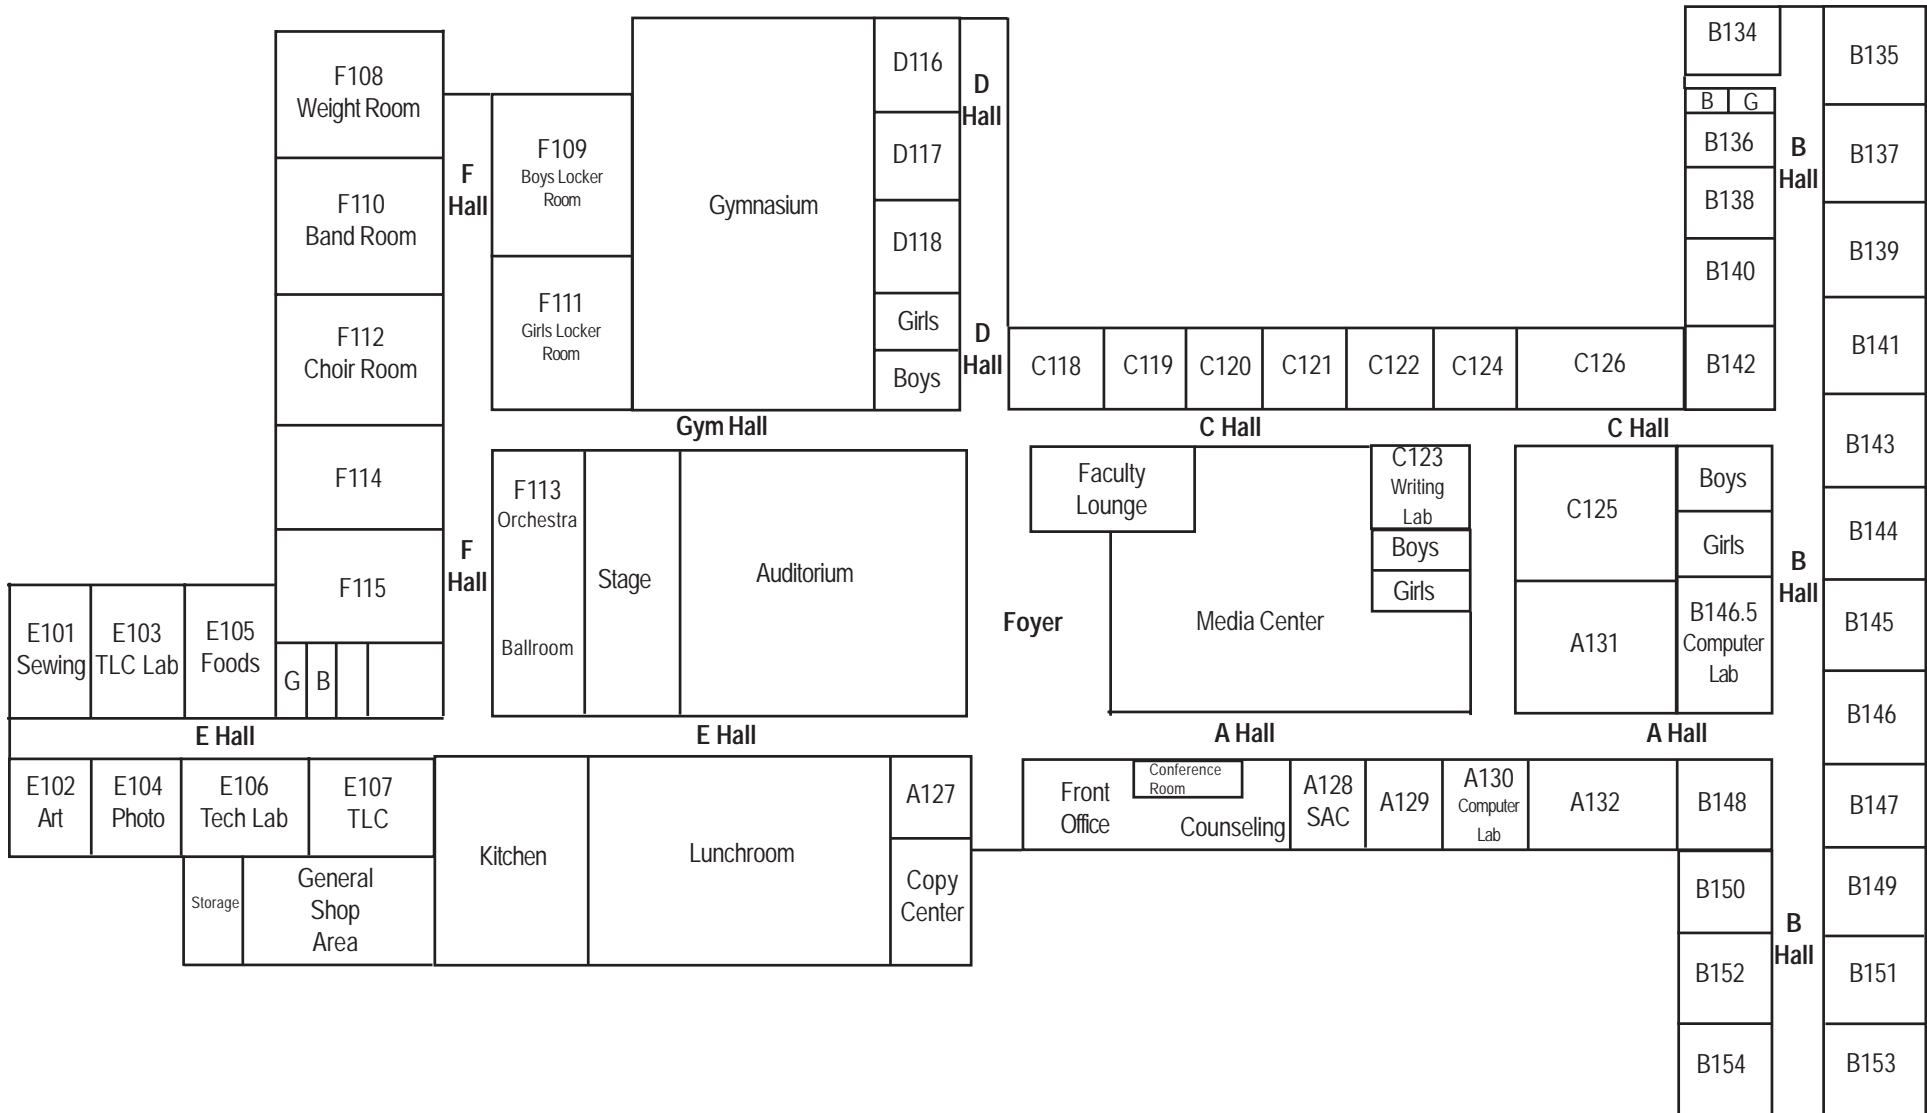 F108
Weight Room
F110
Band Room
F112
Choir Room
F114
F115
G
B
F
Hall
F
Hall
F109
Boys Locker
Room
F111
Girls Locker
Room
Gymnasium
D116
D117
D118
Girls
Boys
D
Hall
D
Hall
Gym Hall
F113
Orchestra
Ballroom
Stage
Auditorium
Foyer
E101
Sewing
E103
TLC Lab
E105
Foods
E Hall
E Hall
E102
Art
E104
Photo
E106
Tech Lab
E107
TLC
Storage
General
Shop
Area
Kitchen
Lunchroom
A127
Copy
Center
C118
C119
C120
C121
C122
C124
C126
C Hall
C Hall
Faculty
Lounge
Media Center
C123
Writing
Lab
Boys
Girls
C125
A131
Boys
Girls
B146.5
Computer
Lab
A Hall
A Hall
Front
Office
Conference
Room
Counseling
A128
SAC
A129
A130
Computer
Lab
A132
B148
B150
B152
B154
B134
B
G
B136
B138
B140
B142
B
Hall
B
Hall
B
Hall
B135
B137
B139
B141
B143
B144
B145
B146
B147
B149
B151
B153